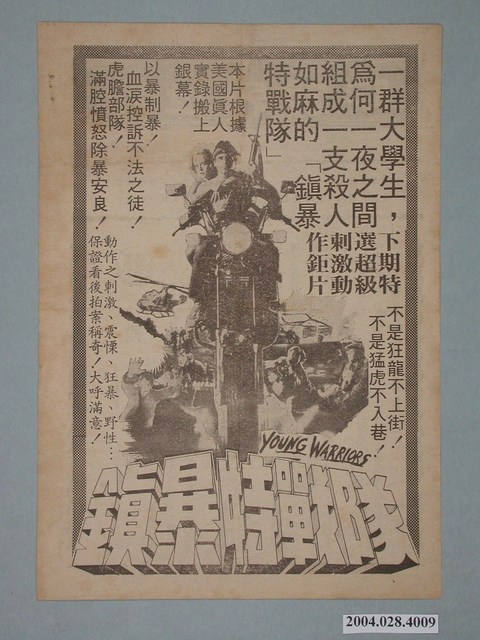 一群大學生，
為何一夜之間
組成一支殺人
如麻的「鎮暴
特戰隊」
下期特
選超級
刺激動
作鉅片
本片根據
美國眞人
實錄搬上
銀幕！
以暴制暴！
血淚控訴不法之徒！
虎膽部隊！
滿腔憤怒除暴安良！
不是狂龍不上街！
不是猛虎不入巷！
動作之刺激、震慄、狂暴、野性…
保證看後拍案稱奇！大呼滿意！
YOUNG WARRIORS
鎮暴特戰隊
2004.028.4009